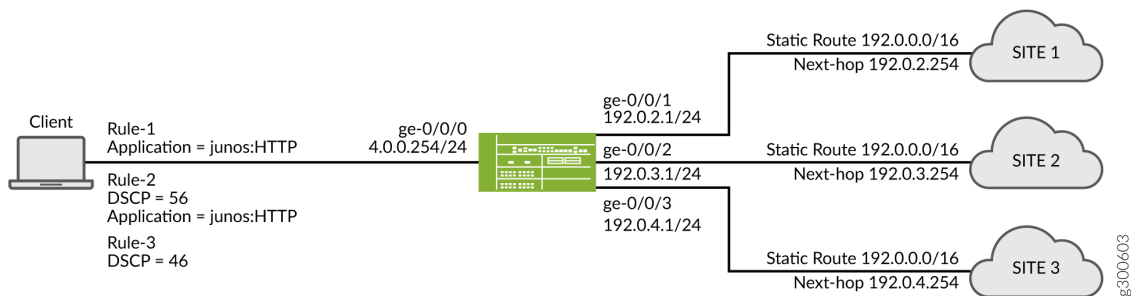 Client
Rule-1
Application = junos:HTTP
Rule-2
DSCP = 56
Application = junos:HTTP
Rule-3
DSCP = 46
ge-0/0/0
4.0.0.254/24
ge-0/0/1
192.0.2.1/24
ge-0/0/2
192.0.3.1/24
ge-0/0/3
192.0.4.1/24
Static Route 192.0.0.0/16
Next-hop 192.0.2.254
SITE 1
Static Route 192.0.0.0/16
Next-hop 192.0.3.254
SITE 2
Static Route 192.0.0.0/16
Next-hop 192.0.4.254
SITE 3
g300603